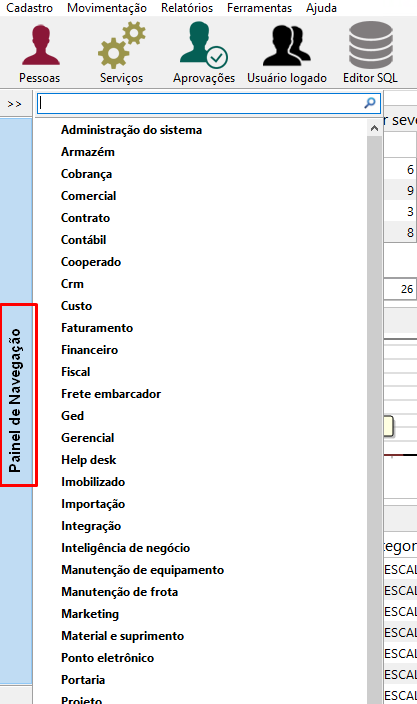 Cadastro Movimentação Relatórios Ferramentas Ajuda
Pessoas Serviços Aprovações Usuário logado Editor SQL
>>
r seve
Administração do sistema
Armazém
Cobrança
6
Comercial
9
Contrato
3
Contábil
8
Cooperado
Crm
26
Custo
Faturamento
Financeiro
Fiscal
Frete embarcador
Ged
Gerencial
Help desk
Imobilizado
Importação
Integração
Inteligência de negócio
tegor
Manutenção de equipamento
ESCAL
Manutenção de frota
ESCAL
Marketing
ESCAL
Material e suprimento
ESCAL
Ponto eletrônico
ESCAL
Portaria
ESCAL
Projeto
ESCAL
Painel de Navegação